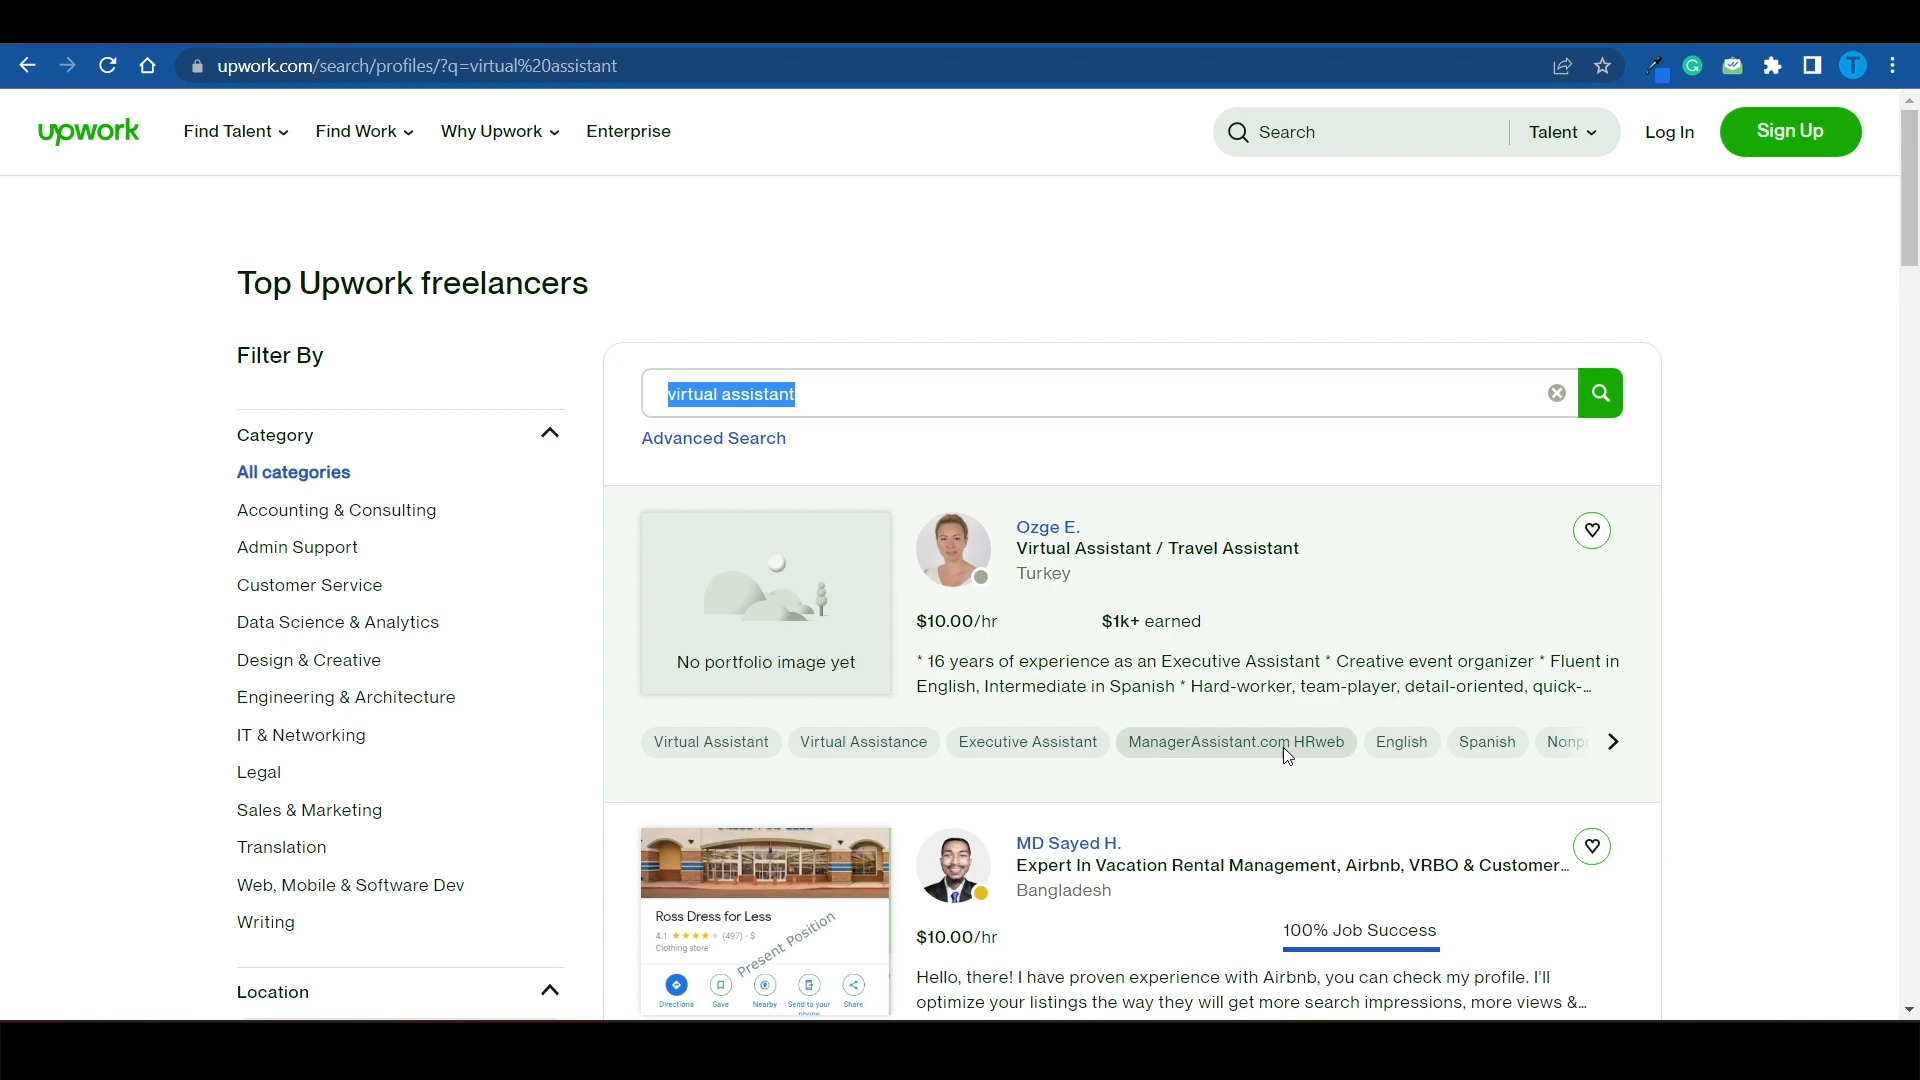 upwork.com/search/profiles/?q=virtual%20assistant
T
upwork
Find Talent
Find Work
Why Upwork
Enterprise
Search
Talent
Log In
Sign Up
Top Upwork freelancers
Filter By
Category
All categories
Accounting & Consulting
Admin Support
Customer Service
Data Science & Analytics
Design & Creative
Engineering & Architecture
IT & Networking
Legal
Sales & Marketing
Translation
Web, Mobile & Software Dev
Writing
Location
virtual assistant
Advanced Search
No portfolio image yet
Ozge E.
Virtual Assistant / Travel Assistant
Turkey
$10.00/hr
$1k+ earned
* 16 years of experience as an Executive Assistant * Creative event organizer * Fluent in
English, Intermediate in Spanish * Hard-worker, team-player, detail-oriented, quick-...
Virtual Assistant
Virtual Assistance
Executive Assistant
ManagerAssistant.com HRweb
English
Spanish
Nonp
Ross Dress for Less
4.1 ★★★★★ (497) · $
Clothing store
Present Position
Directions
Save
Nearby
Send to your
phone
Share
MD Sayed H.
Expert In Vacation Rental Management, Airbnb, VRBO & Customer...
Bangladesh
$10.00/hr
100% Job Success
Hello, there! I have proven experience with Airbnb, you can check my profile. I'll
optimize your listings the way they will get more search impressions, more views &...